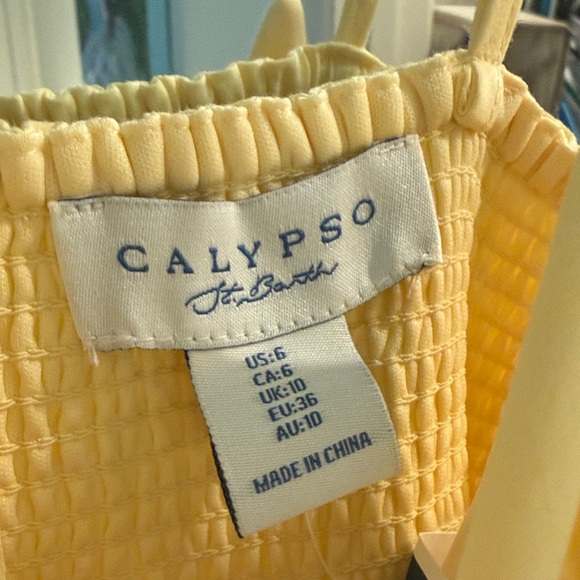 CALYPSO
St. Barth
US:6
CA:6
UK:10
EU:36
AU:10
MADE IN CHINA